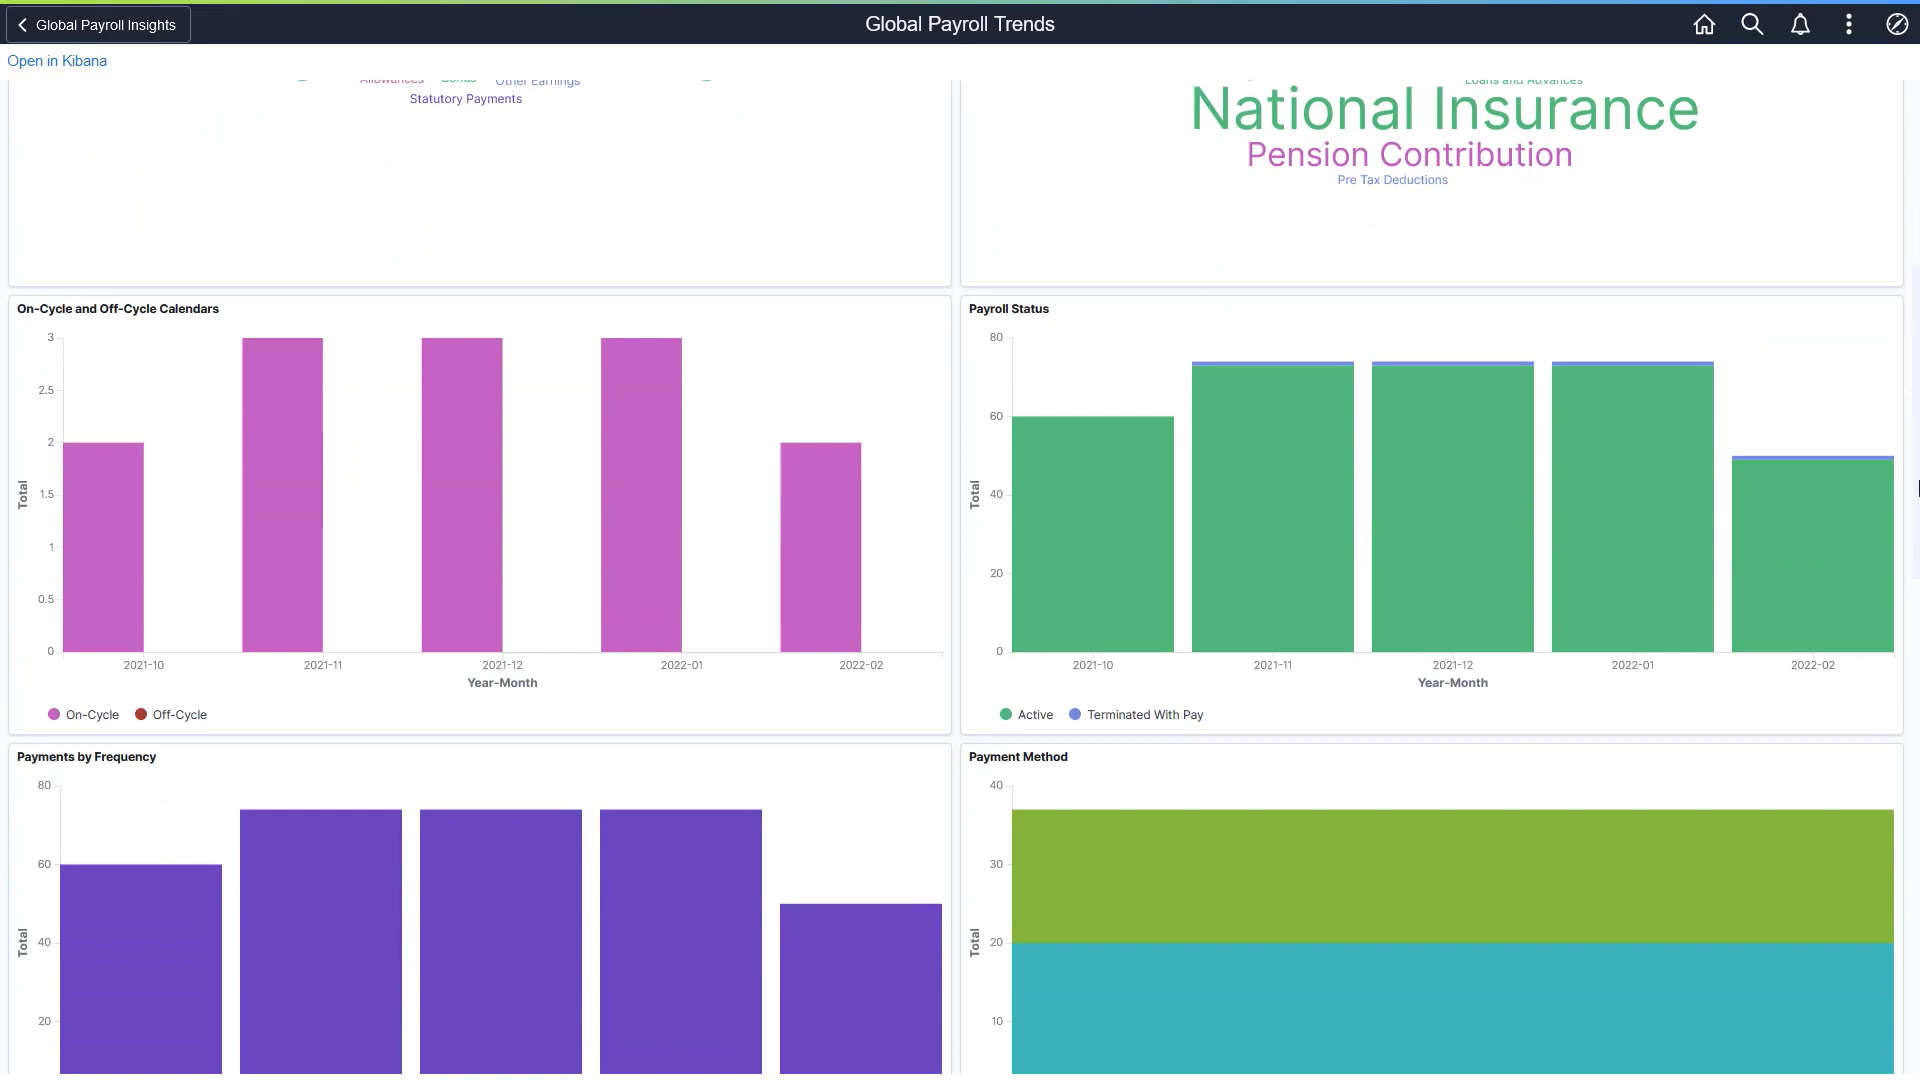 Global Payroll Insights
Global Payroll Trends
Open in Kibana
Allowances Bonus Other Earnings
Statutory Payments
Loans and Advances
National Insurance
Pension Contribution
Pre Tax Deductions
On-Cycle and Off-Cycle Calendars
3
2.5
2
1.5
1
0.5
0
Total
2021-10 2021-11 2021-12 2022-01 2022-02
Year-Month
On-Cycle Off-Cycle
Payroll Status
80
60
40
20
0
Total
2021-10 2021-11 2021-12 2022-01 2022-02
Year-Month
Active Terminated With Pay
Payments by Frequency
80
60
40
20
Total
Payment Method
40
30
20
10
Total